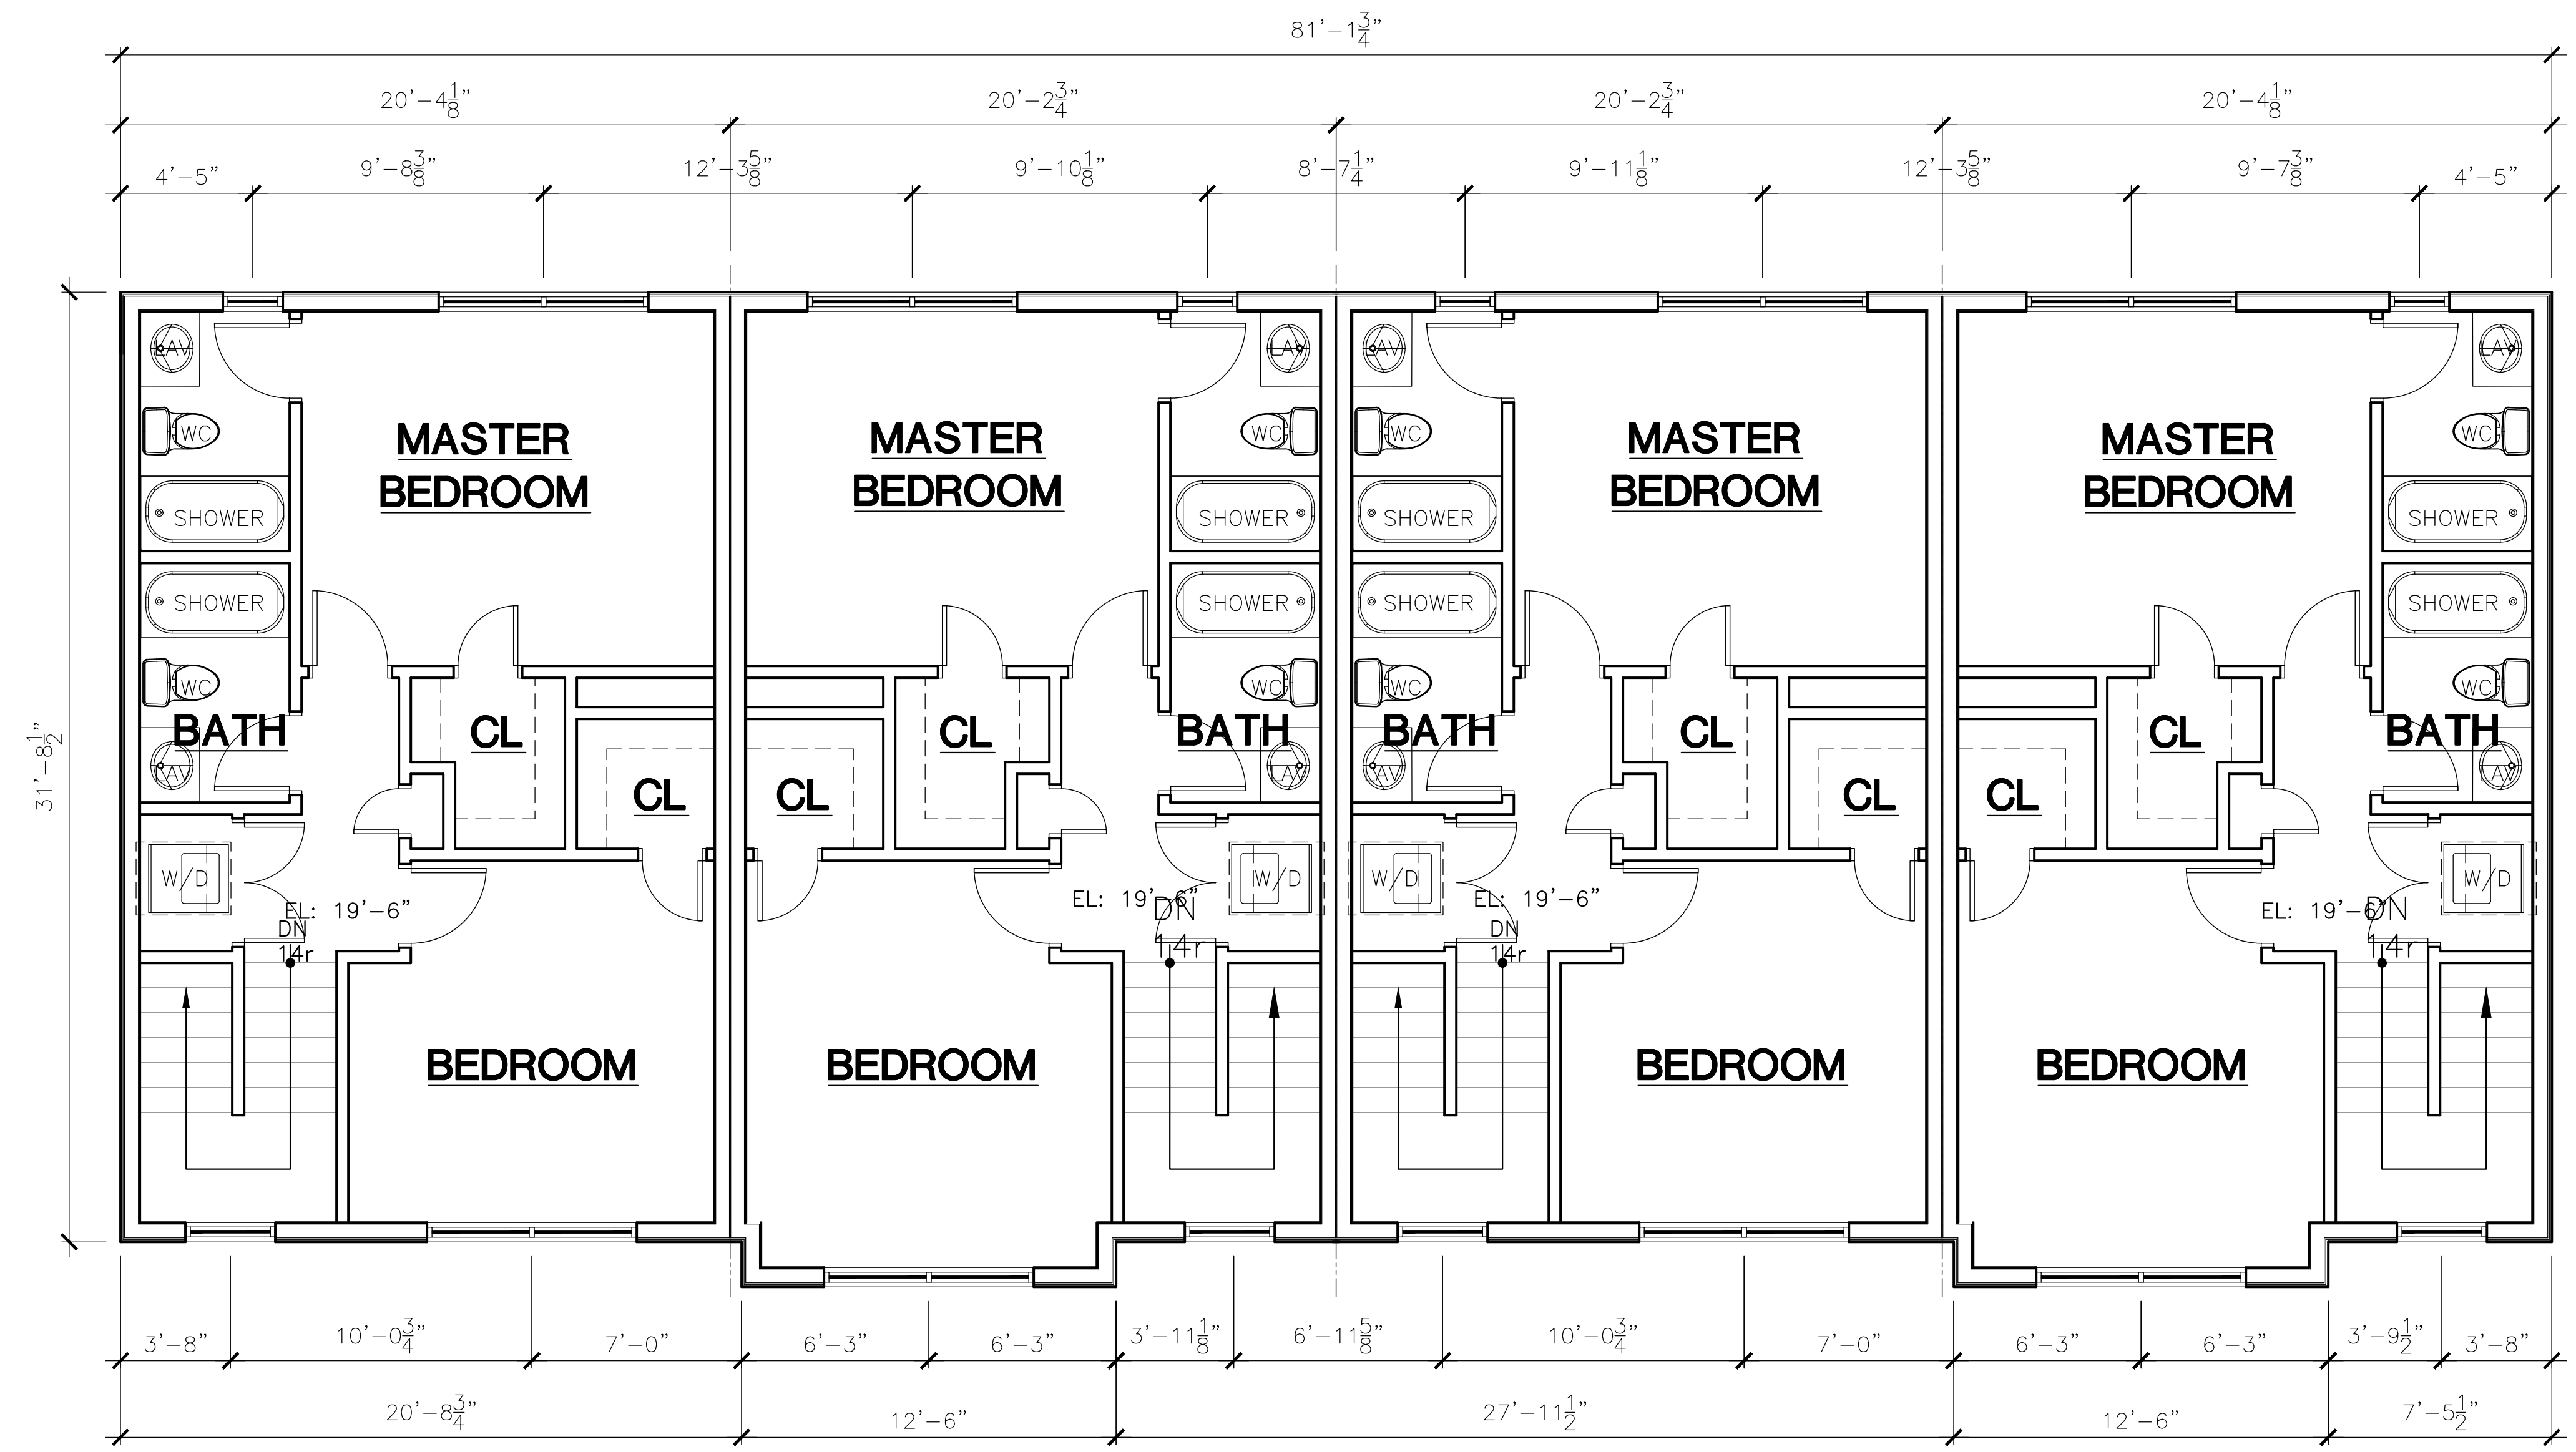 81'-1 3/4"
20'-4 1/8" 20'-2 3/4" 20'-2 3/4" 20'-4 1/8"
4'-5" 9'-8 3/8" 12'-3 5/8" 9'-10 1/8" 8'-7 1/4" 9'-11 1/8" 12'-3 5/8" 9'-7 3/8" 4'-5"
LAV LAV LAV LAV
WC WC WC WC
MASTER MASTER MASTER MASTER
BEDROOM BEDROOM BEDROOM BEDROOM
SHOWER SHOWER SHOWER SHOWER
SHOWER SHOWER SHOWER SHOWER
WC WC WC WC
31'-8 1/2"
BATH CL CL BATH BATH CL CL BATH
LAV LAV LAV LAV
CL CL CL CL
W/D W/D W/D W/D
EL: 19'-6" EL: 19'-6" EL: 19'-6" EL: 19'-6"
DN DN DN DN
14r 14r 14r 14r
BEDROOM BEDROOM BEDROOM BEDROOM
3'-8" 10'-0 3/4" 7'-0" 6'-3" 6'-3" 3'-11 1/8" 6'-11 5/8" 10'-0 3/4" 7'-0" 6'-3" 6'-3" 3'-9 1/2" 3'-8"
20'-8 3/4" 12'-6" 27'-11 1/2" 12'-6" 7'-5 1/2"